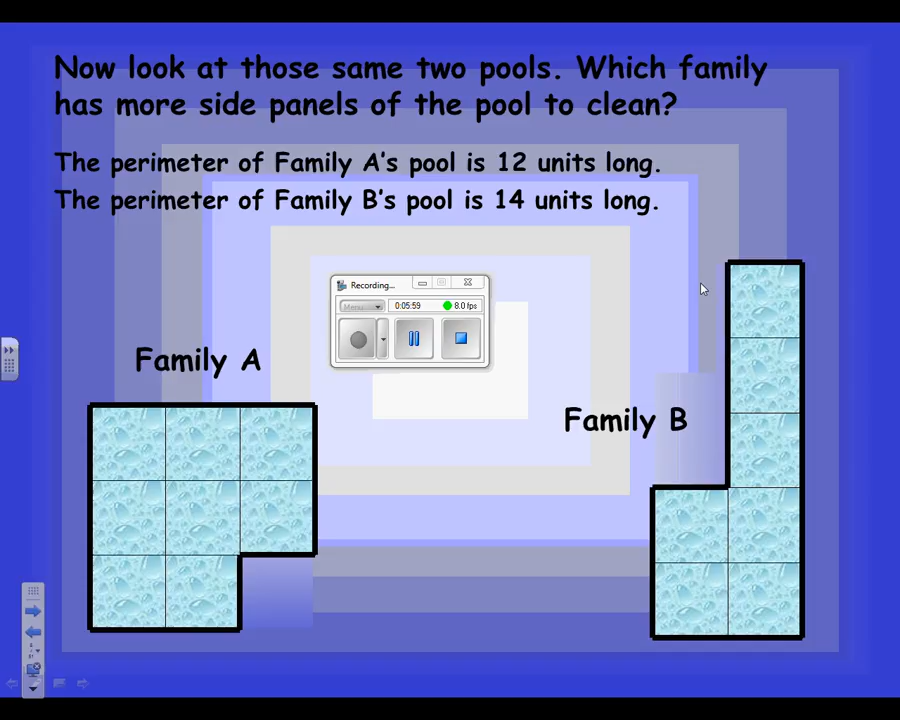 Now look at those same two pools. Which family
has more side panels of the pool to clean?
The perimeter of Family A's pool is 12 units long.
The perimeter of Family B's pool is 14 units long.
Recording...
Menu
0:05:59
8.0 fps
Family A
Family B